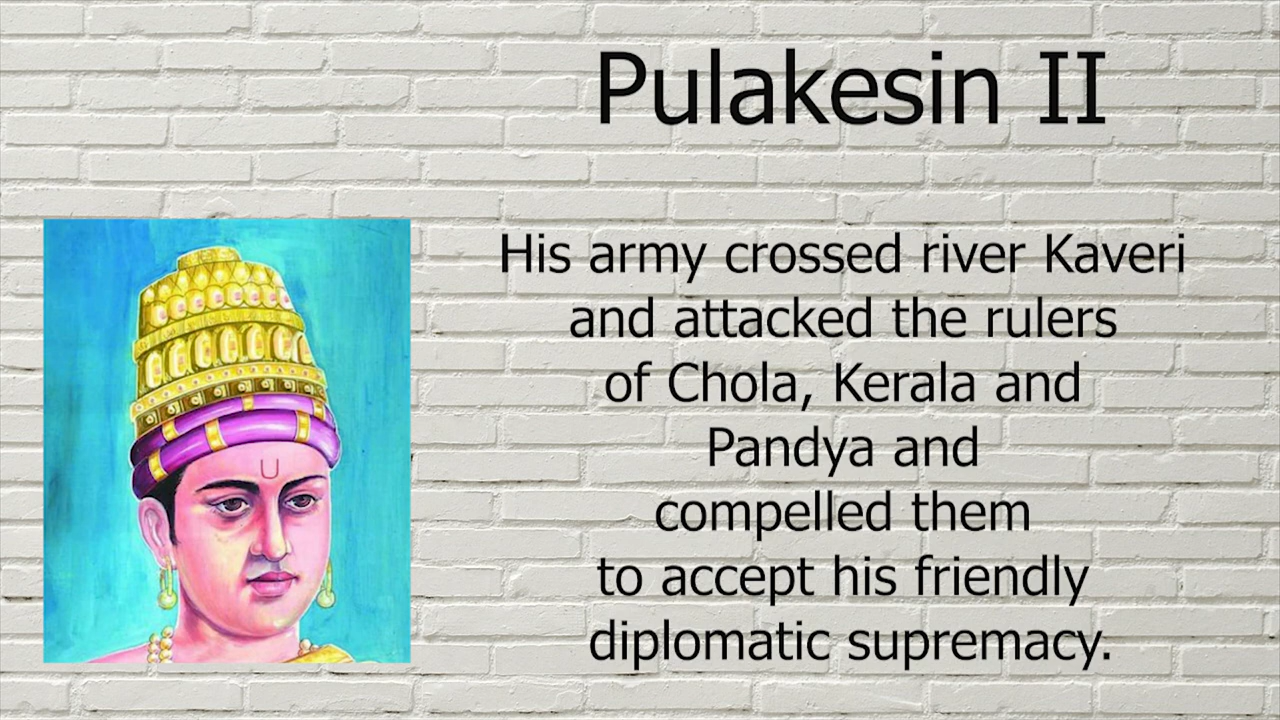 Pulakesin II
His army crossed river Kaveri
and attacked the rulers
of Chola, Kerala and
Pandya and
compelled them
to accept his friendly
diplomatic supremacy.